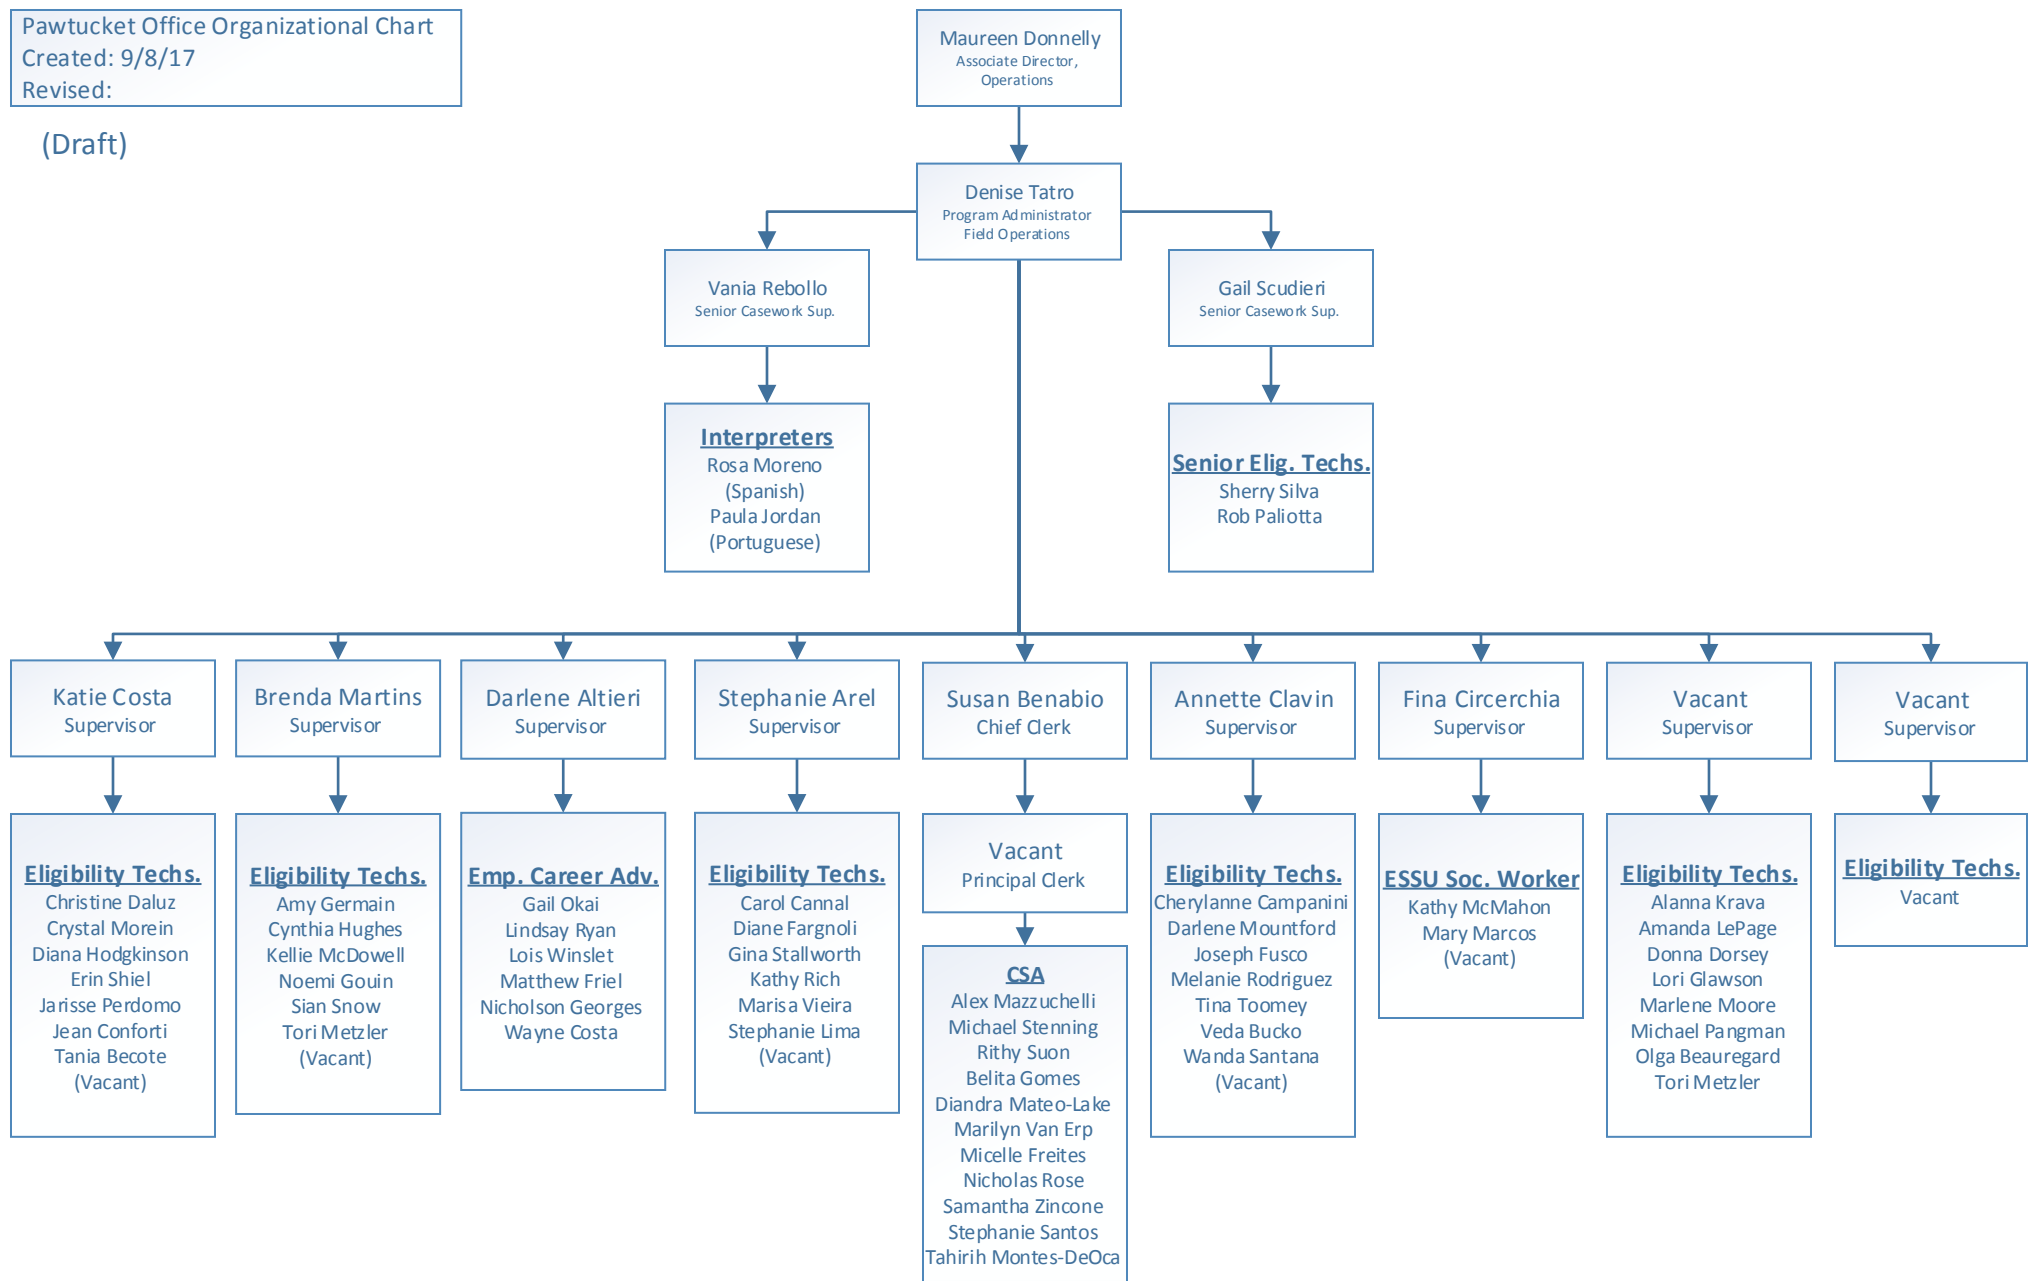 Pawtucket Office Organizational Chart
Created: 9/8/17
Revised:
(Draft)
Maureen Donnelly
Associate Director,
Operations
Denise Tatro
Program Administrator
Field Operations
Vania Rebollo
Senior Casework Sup.
Gail Scudieri
Senior Casework Sup.
Interpreters
Rosa Moreno
(Spanish)
Paula Jordan
(Portuguese)
Senior Elig. Techs.
Sherry Silva
Rob Paliotta
Katie Costa
Supervisor
Brenda Martins
Supervisor
Darlene Altieri
Supervisor
Stephanie Arel
Supervisor
Susan Benabio
Chief Clerk
Annette Clavin
Supervisor
Fina Circerchia
Supervisor
Vacant
Supervisor
Vacant
Supervisor
Eligibility Techs.
Christine Daluz
Crystal Morein
Diana Hodgkinson
Erin Shiel
Jarisse Perdomo
Jean Conforti
Tania Becote
(Vacant)
Eligibility Techs.
Amy Germain
Cynthia Hughes
Kellie McDowell
Noemi Gouin
Sian Snow
Tori Metzler
(Vacant)
Emp. Career Adv.
Gail Okai
Lindsay Ryan
Lois Winslet
Matthew Friel
Nicholson Georges
Wayne Costa
Eligibility Techs.
Carol Cannal
Diane Fargnoli
Gina Stallworth
Kathy Rich
Marisa Vieira
Stephanie Lima
(Vacant)
Vacant
Principal Clerk
CSA
Alex Mazzuchelli
Michael Stenning
Rithy Suon
Belita Gomes
Diandra Mateo-Lake
Marilyn Van Erp
Micelle Freites
Nicholas Rose
Samantha Zincone
Stephanie Santos
Tahirih Montes-DeOca
Eligibility Techs.
Cherylanne Campanini
Darlene Mountford
Joseph Fusco
Melanie Rodriguez
Tina Toomey
Veda Bucko
Wanda Santana
(Vacant)
ESSU Soc. Worker
Kathy McMahon
Mary Marcos
(Vacant)
Eligibility Techs.
Alanna Krava
Amanda LePage
Donna Dorsey
Lori Glawson
Marlene Moore
Michael Pangman
Olga Beauregard
Tori Metzler
Eligibility Techs.
Vacant